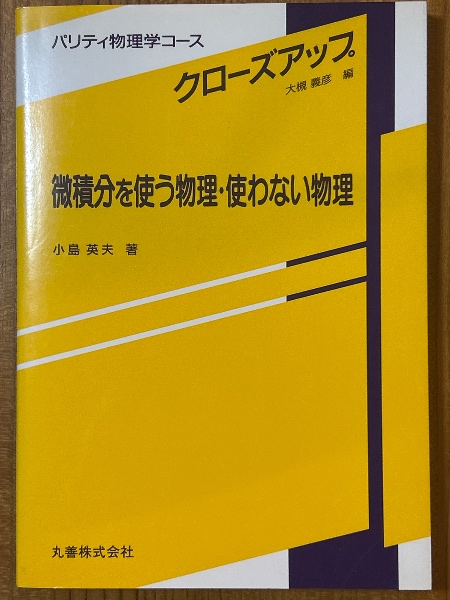 パリティ物理学コース
クローズアップ
大槻 義彦 編
微積分を使う物理・使わない物理
小島 英夫 著
丸善株式会社